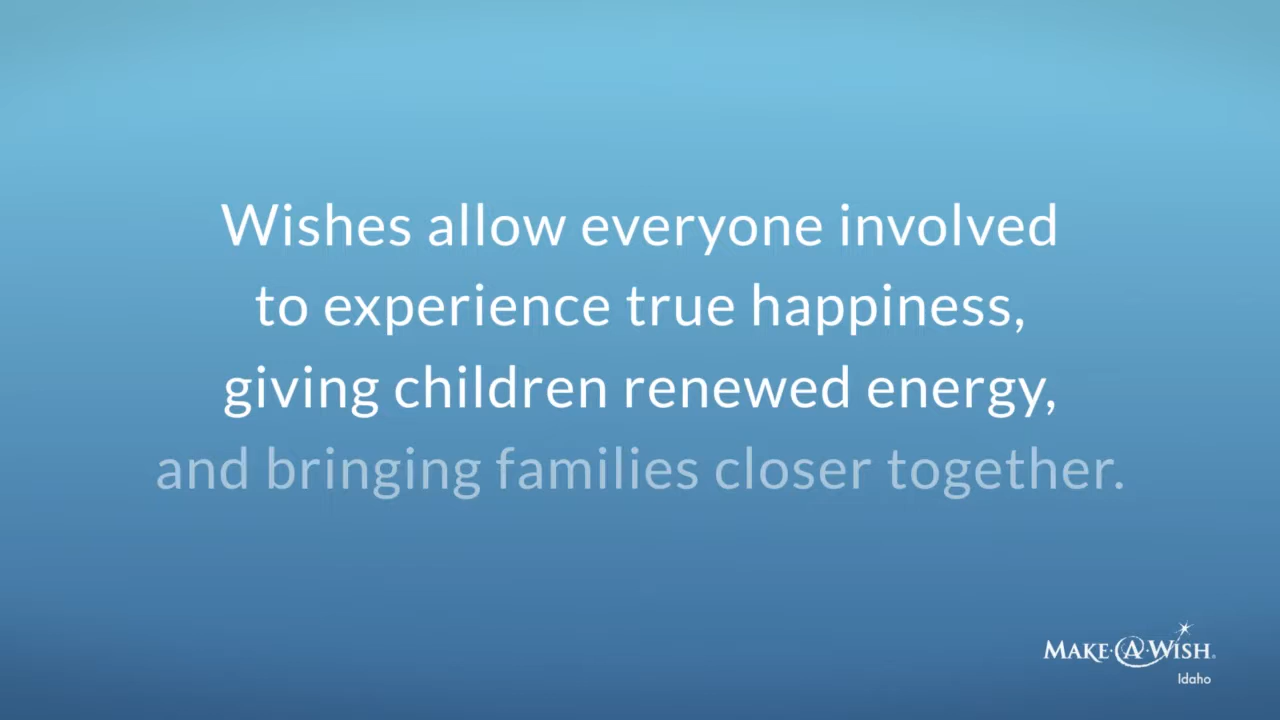 Wishes allow everyone involved
to experience true happiness,
giving children renewed energy,
and bringing families closer together.
MAKE·A·WISH®
Idaho